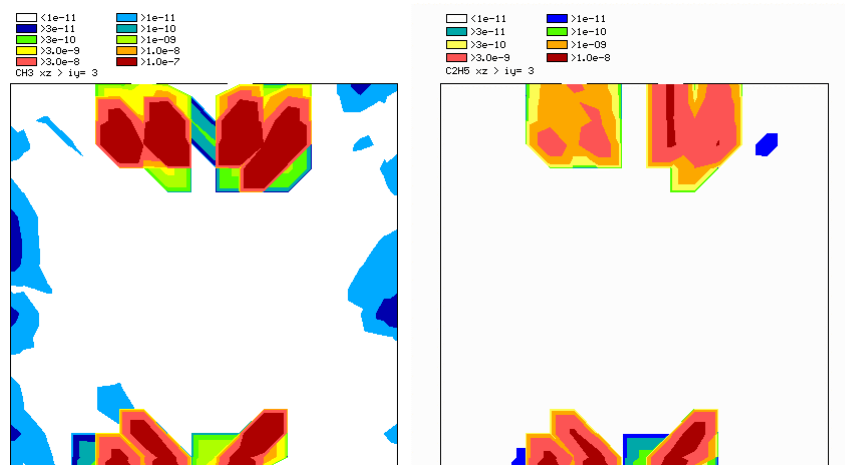 <1e-11 >1e-11
>3e-11 >1e-10
>3e-10 >1e-09
>3.0e-9 >1.0e-8
>3.0e-8 >1.0e-7
CH3 xz > iy= 3
<1e-11 >1e-11
>3e-11 >1e-10
>3e-10 >1e-09
>3.0e-9 >1.0e-8
C2H5 xz > iy= 3